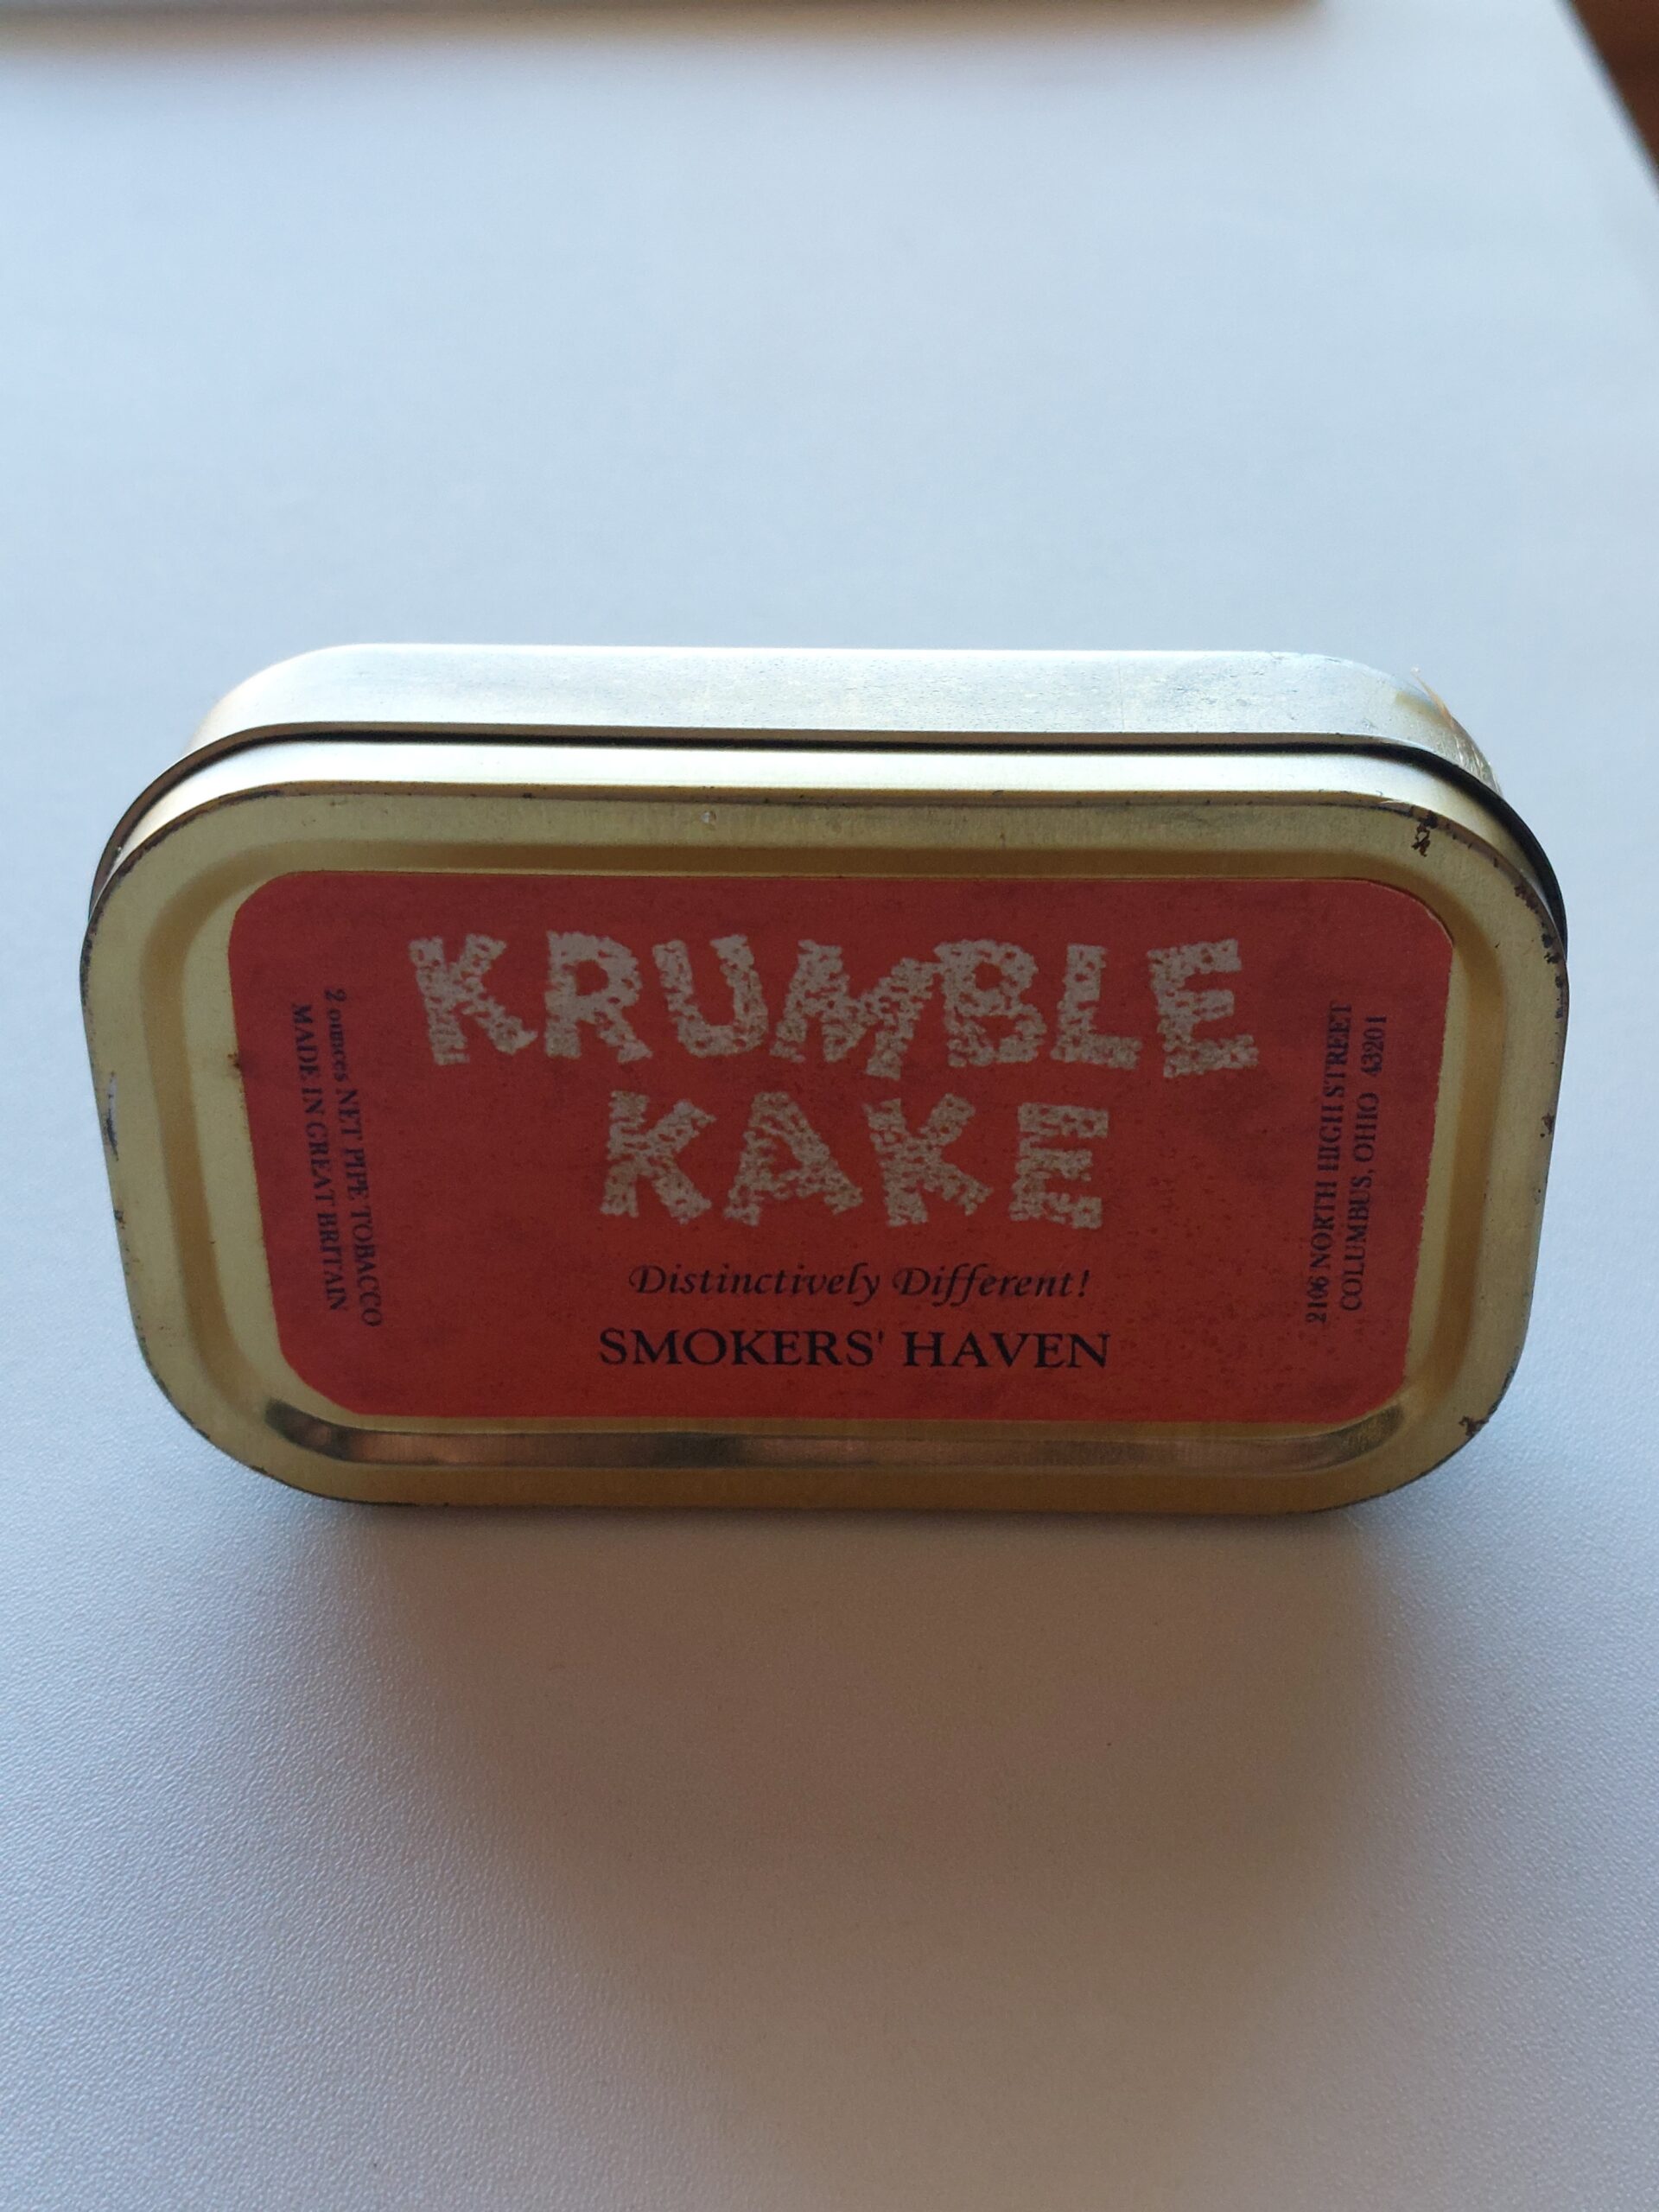 KRUMBLE
KAKE
Distinctively Different!
SMOKERS' HAVEN
2 ounces NET PIPE TOBACCO
MADE IN GREAT BRITAIN
2106 NORTH HIGH STREET
COLUMBUS, OHIO 43201